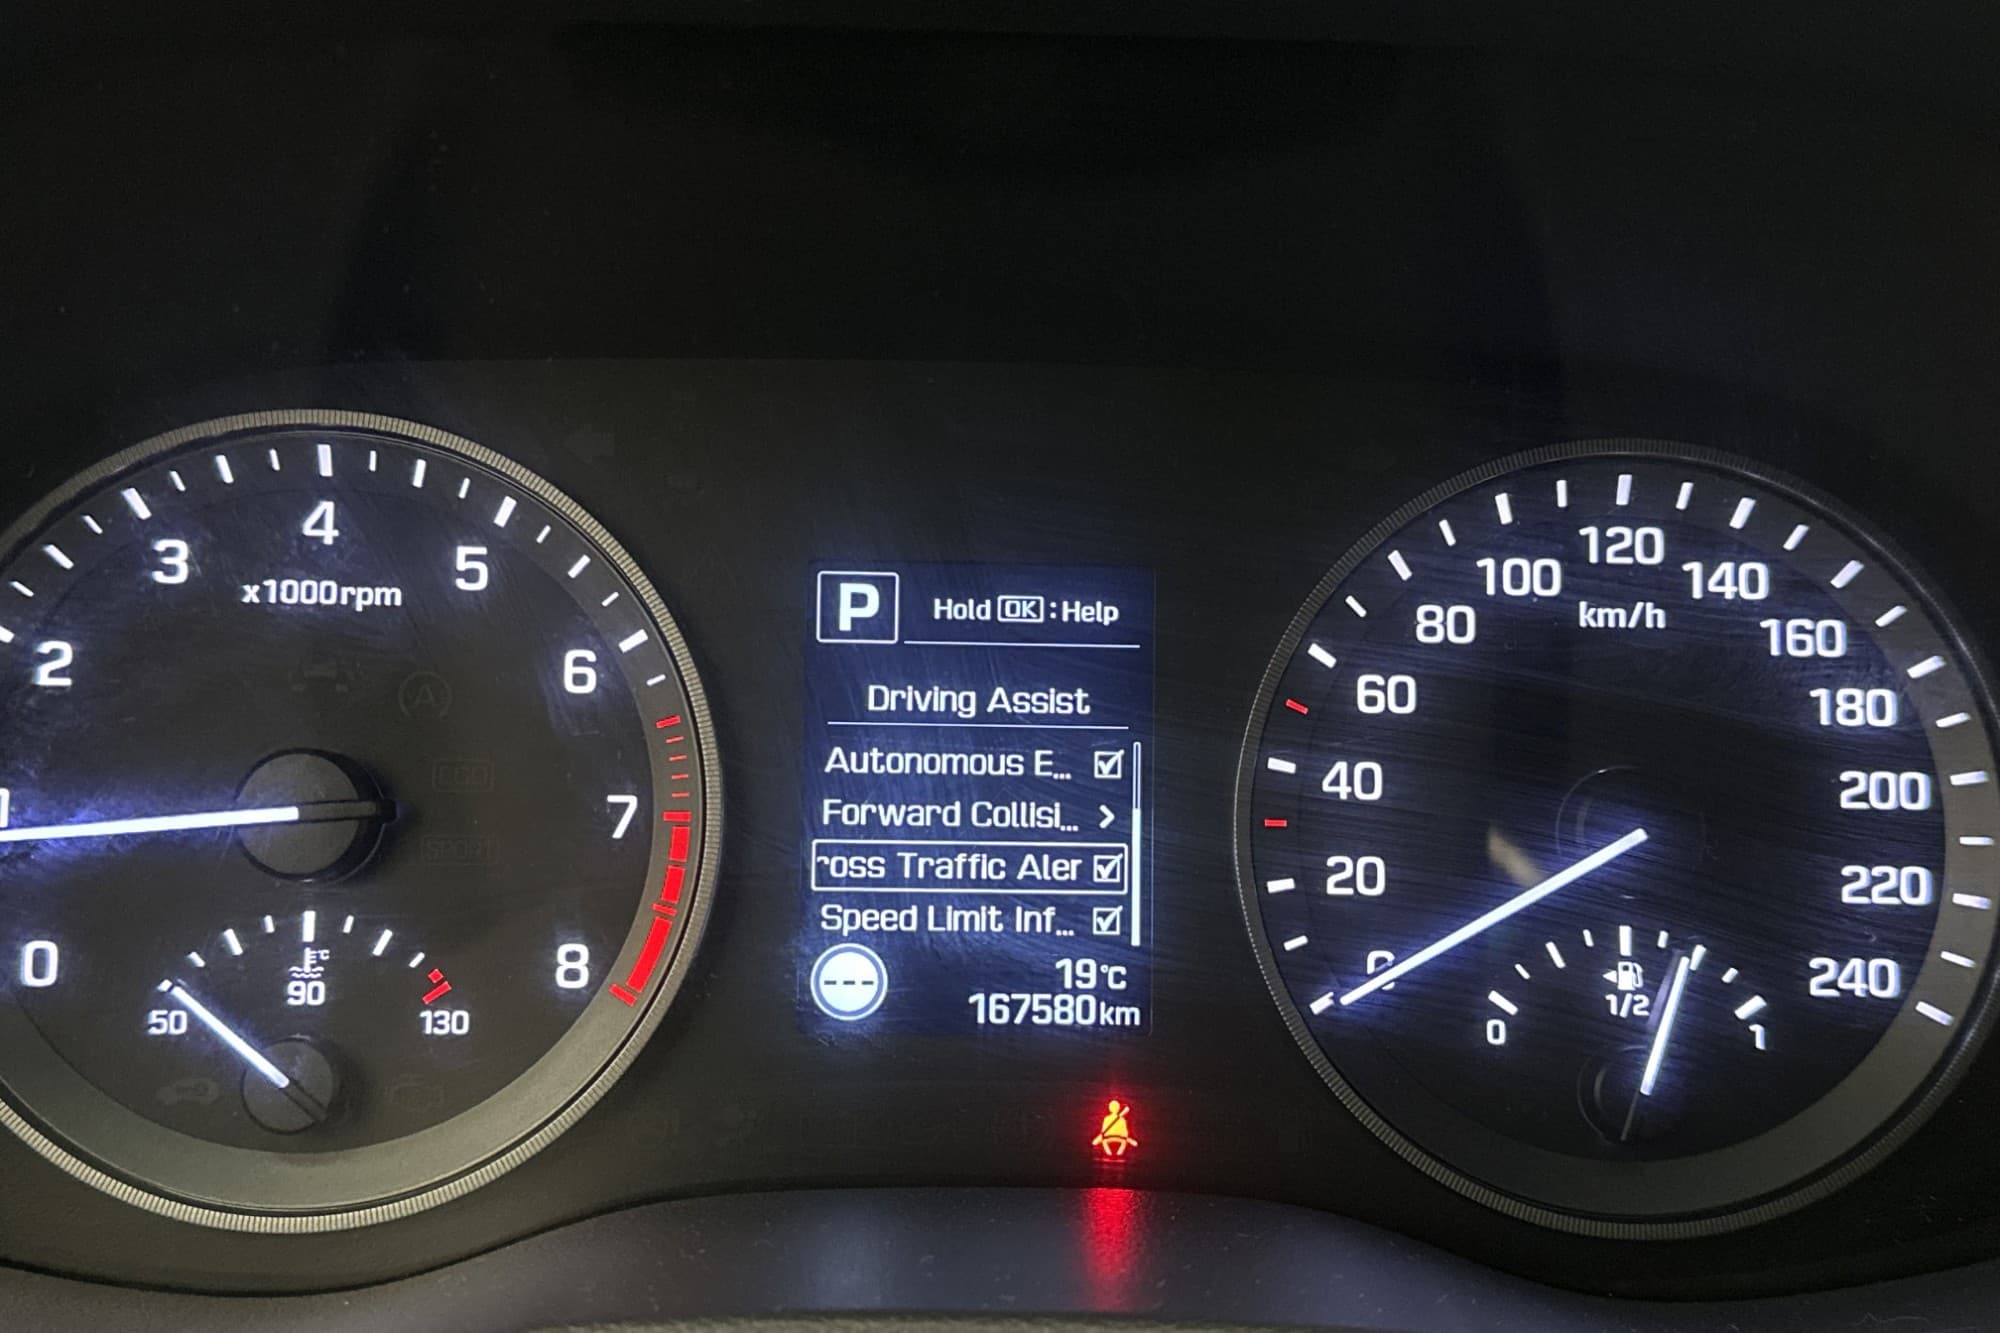 1
2
3
4
5
6
7
8
0
x1000rpm
50
90
130
°C
P
Hold OK : Help
Driving Assist
Autonomous E...
Forward Collisi... >
ross Traffic Aler
Speed Limit Inf...
---
19°C
167580km
0
20
40
60
80
100
120
140
160
180
200
220
240
km/h
0
1/2
1